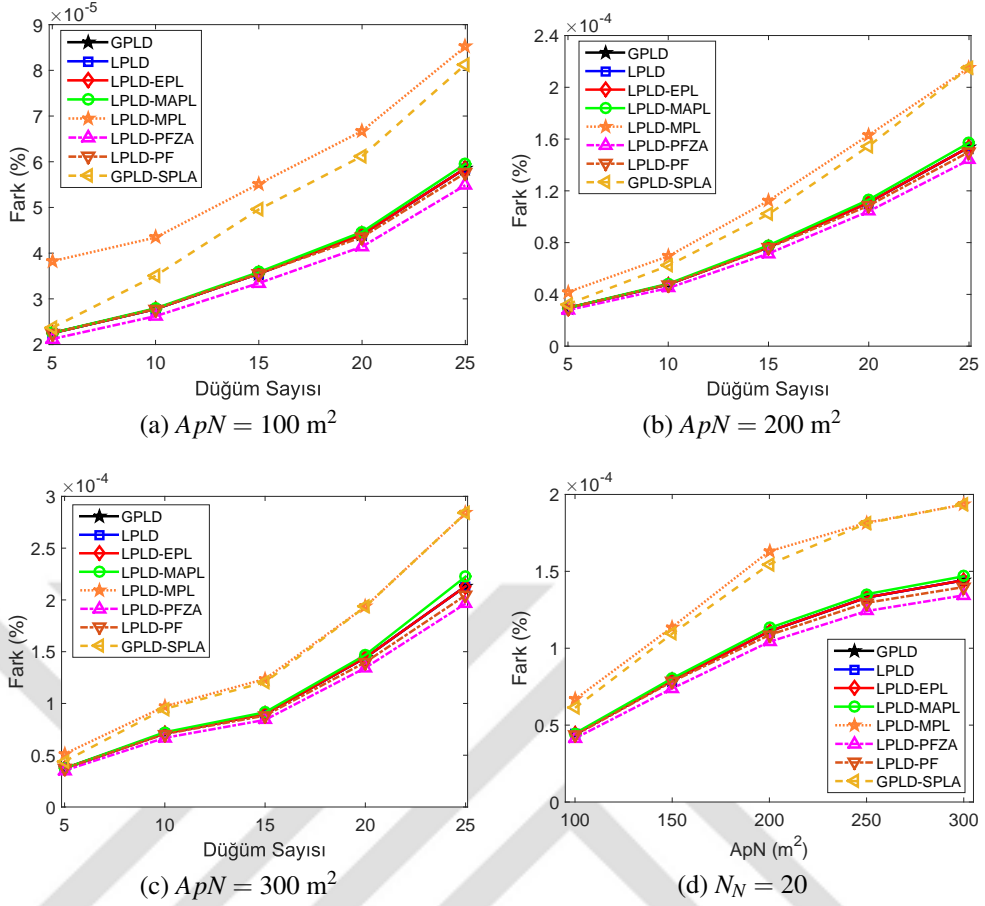 ×10⁻⁵
9
8
7
6
5
4
3
2
Fark (%)
GPLD
LPLD
LPLD-EPL
LPLD-MAPL
LPLD-MPL
LPLD-PFZA
LPLD-PF
GPLD-SPLA
5 10 15 20 25
Düğüm Sayısı
(a) ApN = 100 m²
×10⁻⁴
2.4
2
1.6
1.2
0.8
0.4
0
Fark (%)
GPLD
LPLD
LPLD-EPL
LPLD-MAPL
LPLD-MPL
LPLD-PFZA
LPLD-PF
GPLD-SPLA
5 10 15 20 25
Düğüm Sayısı
(b) ApN = 200 m²
×10⁻⁴
3
2.5
2
1.5
1
0.5
0
Fark (%)
GPLD
LPLD
LPLD-EPL
LPLD-MAPL
LPLD-MPL
LPLD-PFZA
LPLD-PF
GPLD-SPLA
5 10 15 20 25
Düğüm Sayısı
(c) ApN = 300 m²
×10⁻⁴
2
1.5
1
0.5
0
Fark (%)
GPLD
LPLD
LPLD-EPL
LPLD-MAPL
LPLD-MPL
LPLD-PFZA
LPLD-PF
GPLD-SPLA
100 150 200 250 300
ApN (m²)
(d) N_N = 20